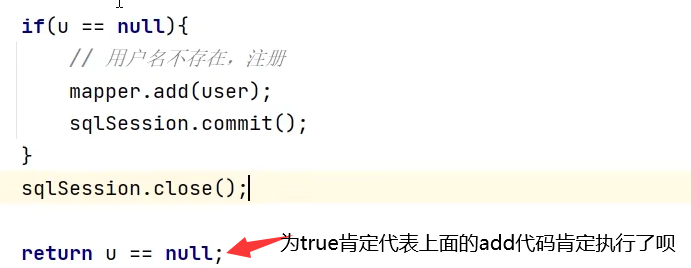 if(u == null){
// 用户名不存在，注册
mapper.add(user);
sqlSession.commit();
}
sqlSession.close();
return u == null;
为true肯定代表上面的add代码肯定执行了呗